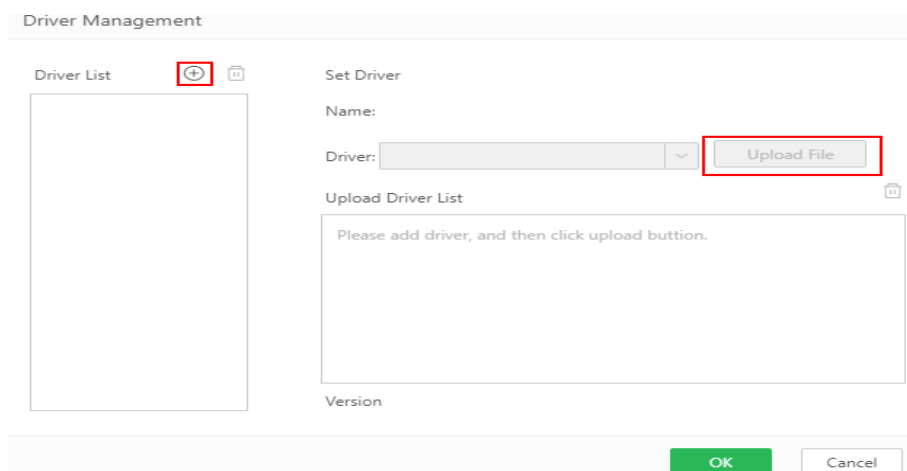 Driver Management
Driver List
Set Driver
Name:
Driver:
Upload File
Upload Driver List
Please add driver, and then click upload buttion.
Version
OK
Cancel